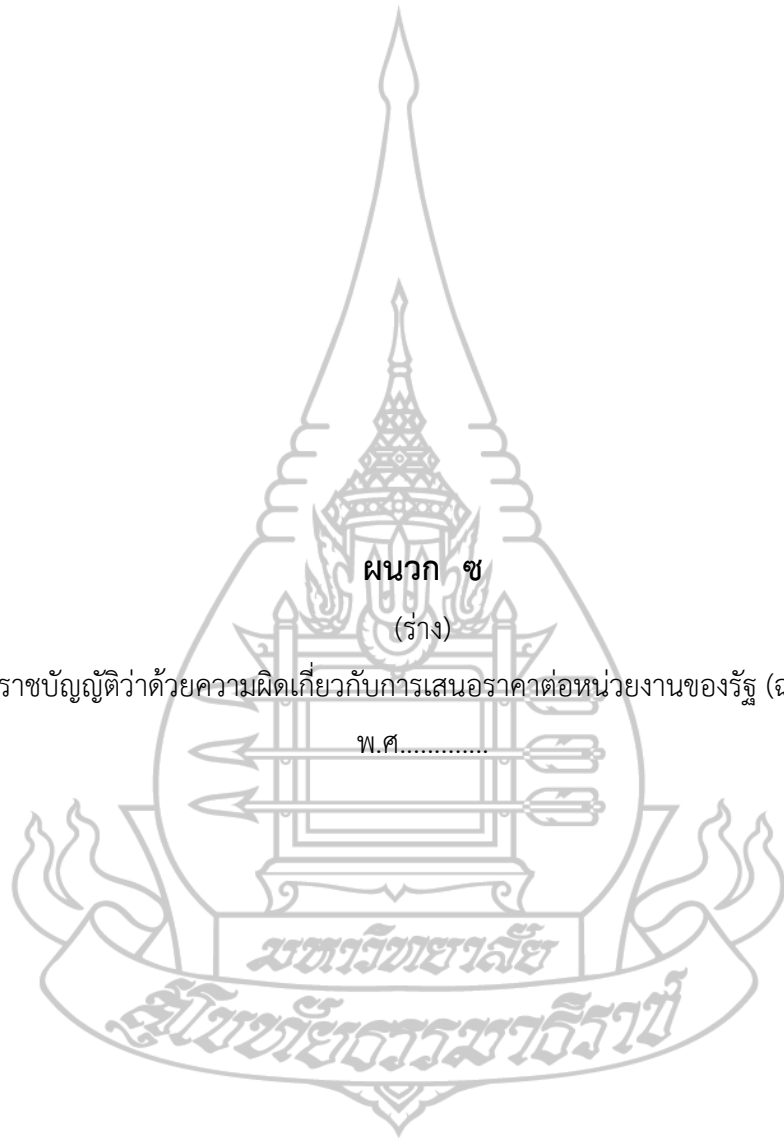 ผนวก ซ
(ร่าง)
ราชบัญญัติว่าด้วยความผิดเกี่ยวกับการเสนอราคาต่อหน่วยงานของรัฐ
พ.ศ.............
มหาวิทยาลัย
สุโขทัยธรรมาธิราช